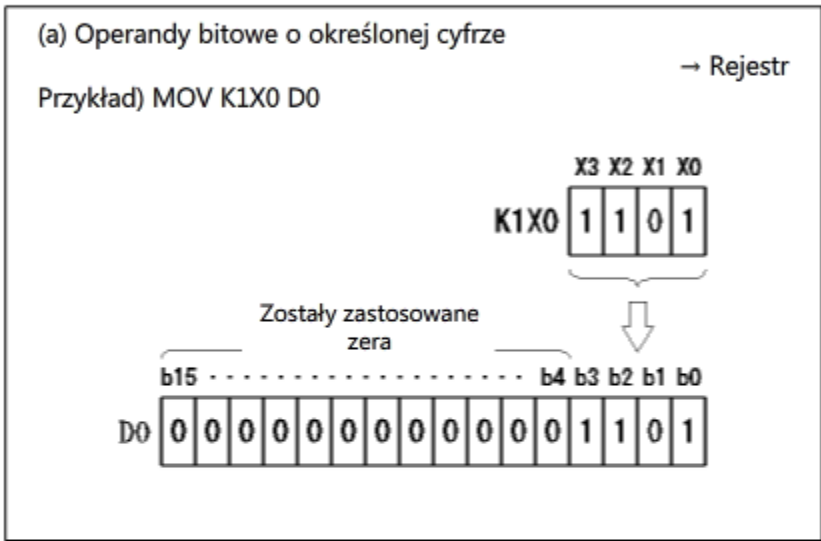 (a) Operandy bitowe o określonej cyfrze
→ Rejestr
Przykład) MOV K1X0 D0
X3 X2 X1 X0
K1X0 1 1 0 1
Zostały zastosowane
zera
b15 · · · · · · · · · · · · · · · · · · · b4 b3 b2 b1 b0
D0 0 0 0 0 0 0 0 0 0 0 0 0 1 1 0 1